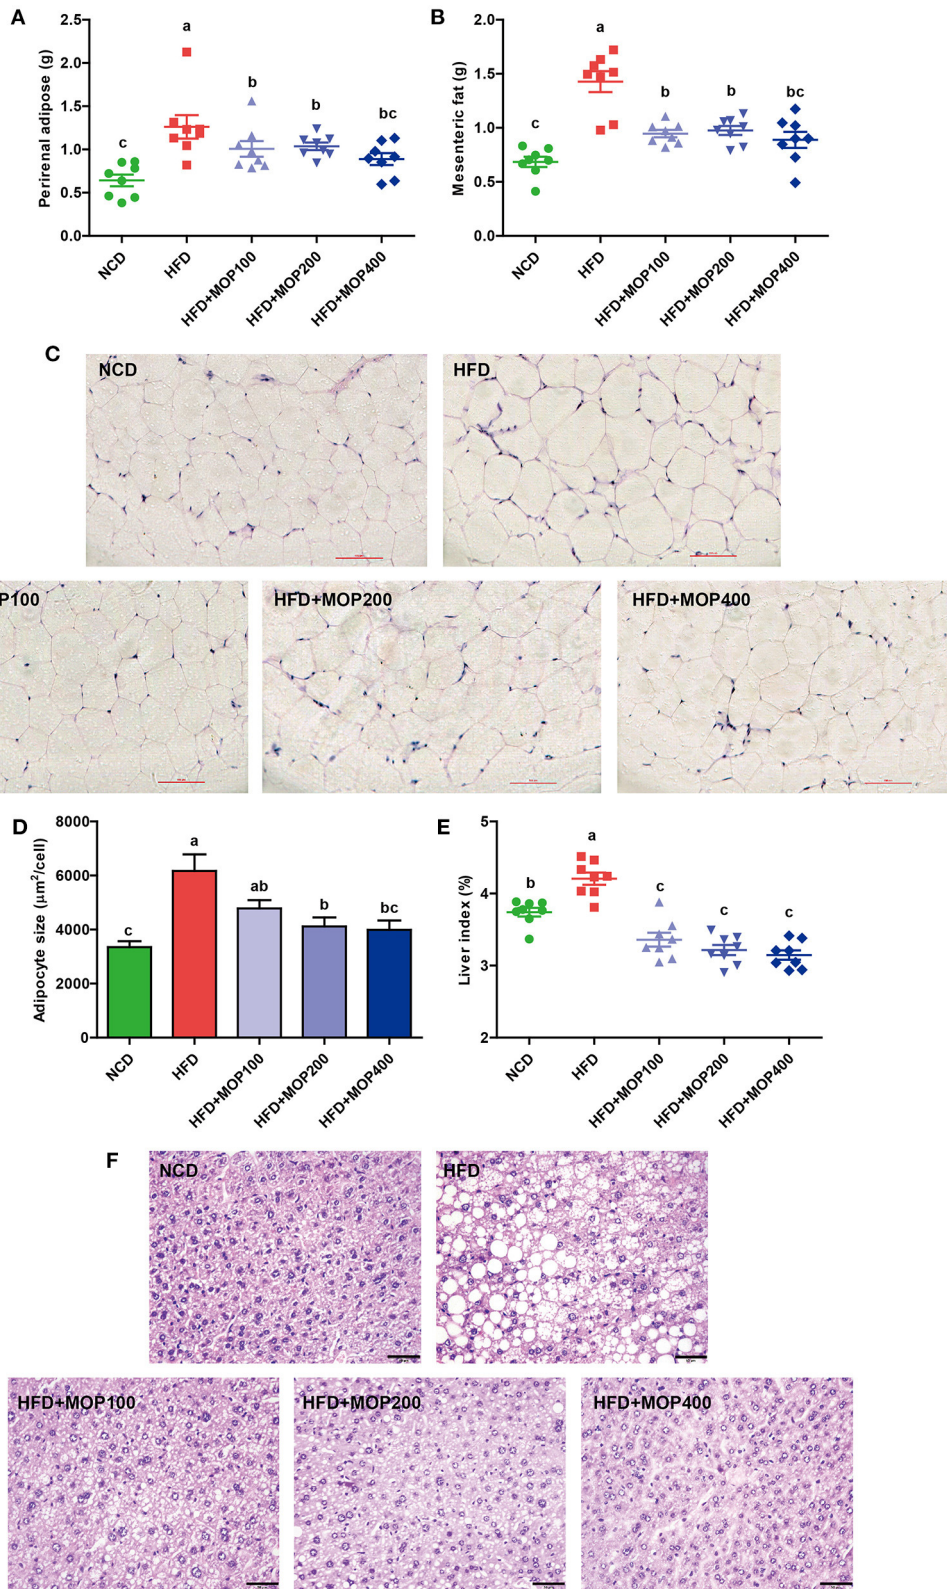 A
Perirenal adipose (g)
2.5
2.0
1.5
1.0
0.5
0.0
a
b
b
bc
c
NCD
HFD
HFD+MOP100
HFD+MOP200
HFD+MOP400
B
Mesenteric fat (g)
2.0
1.5
1.0
0.5
0.0
a
b
b
bc
c
NCD
HFD
HFD+MOP100
HFD+MOP200
HFD+MOP400
C
NCD
HFD
P100
HFD+MOP200
HFD+MOP400
D
Adipocyte size (μm²/cell)
8000
6000
4000
2000
0
a
ab
b
bc
c
NCD
HFD
HFD+MOP100
HFD+MOP200
HFD+MOP400
E
Liver index (%)
5
4
3
2
a
b
c
c
c
NCD
HFD
HFD+MOP100
HFD+MOP200
HFD+MOP400
F
NCD
HFD
HFD+MOP100
HFD+MOP200
HFD+MOP400